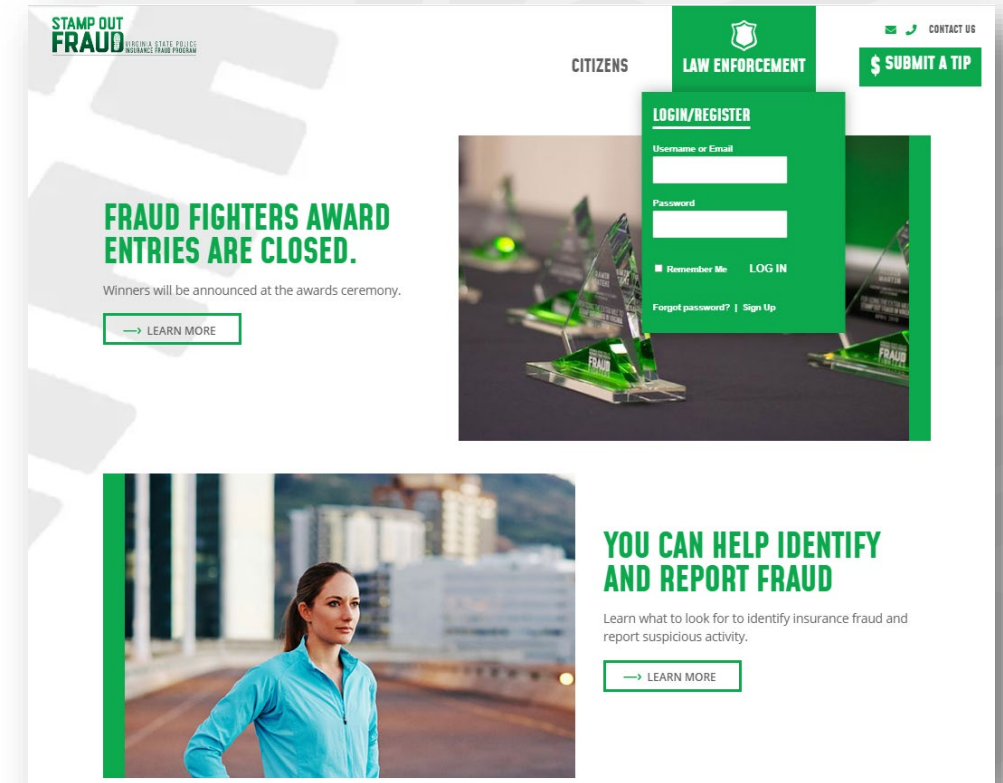 STAMP OUT
FRAUD
VIRGINIA STATE POLICE
INSURANCE FRAUD PROGRAM
CITIZENS
LAW ENFORCEMENT
CONTACT US
$ SUBMIT A TIP
LOGIN/REGISTER
Username or Email
Password
Remember Me LOG IN
Forgot password? | Sign Up
FRAUD FIGHTERS AWARD
ENTRIES ARE CLOSED.
Winners will be announced at the awards ceremony.
LEARN MORE
MARTIN
FRAUD
FRAUD
YOU CAN HELP IDENTIFY
AND REPORT FRAUD
Learn what to look for to identify insurance fraud and
report suspicious activity.
LEARN MORE